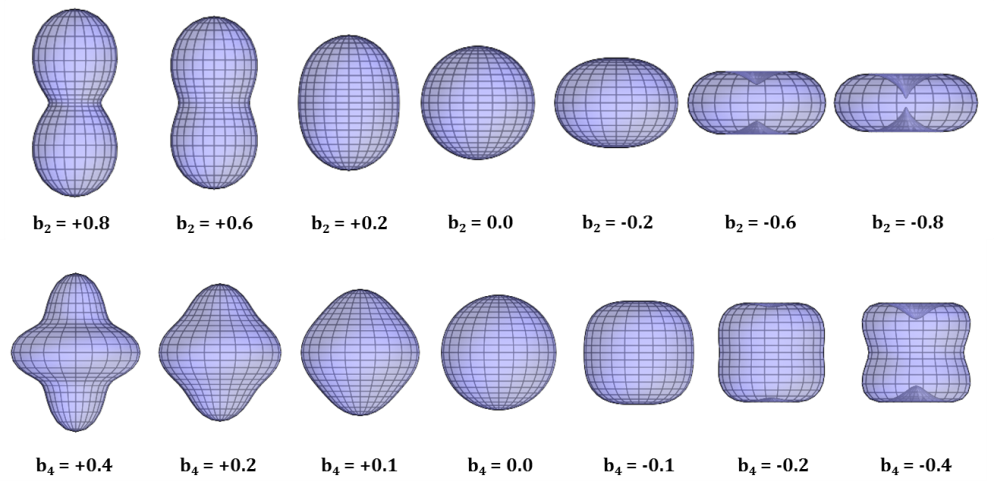 b₂ = +0.8 b₂ = +0.6 b₂ = +0.2 b₂ = 0.0 b₂ = -0.2 b₂ = -0.6 b₂ = -0.8
b₄ = +0.4 b₄ = +0.2 b₄ = +0.1 b₄ = 0.0 b₄ = -0.1 b₄ = -0.2 b₄ = -0.4